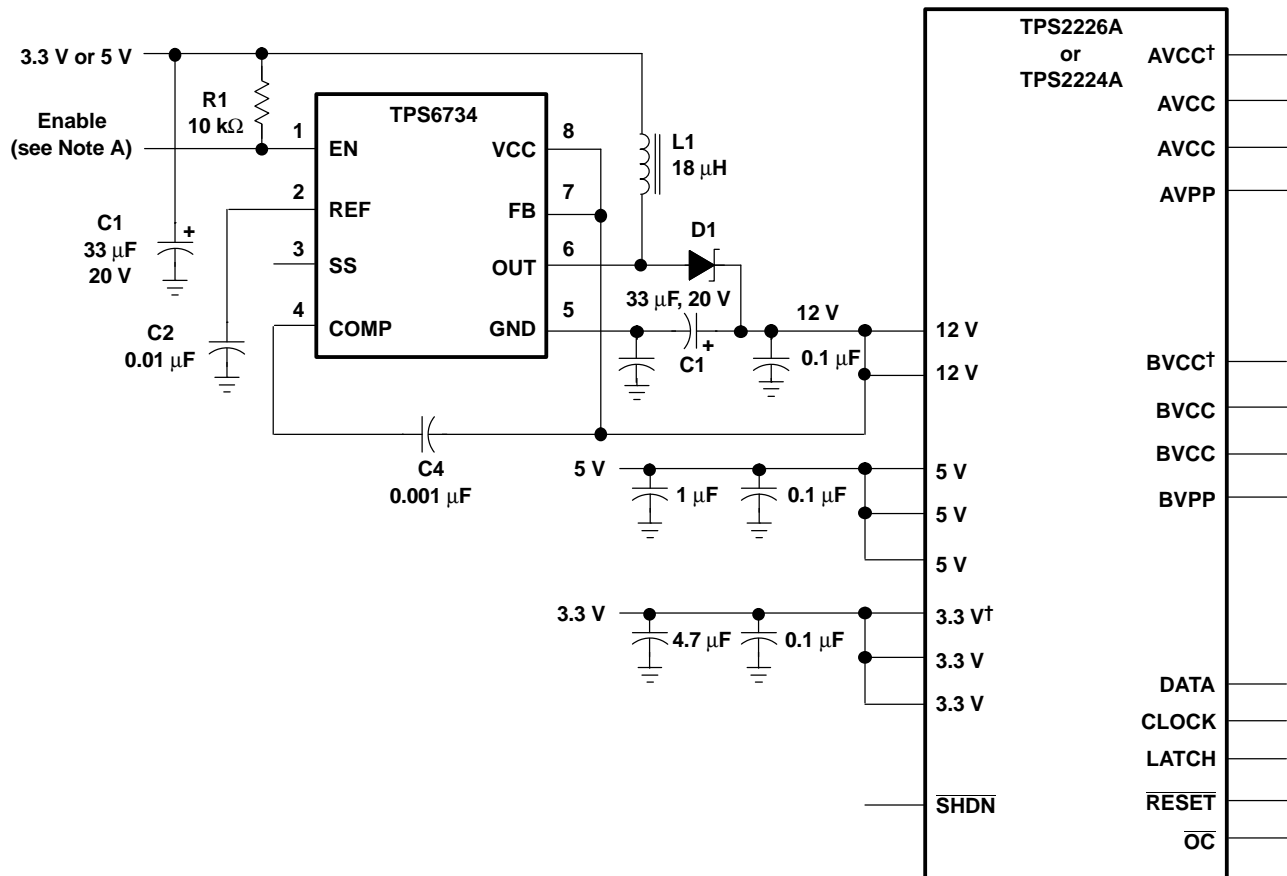 TPS2226A
or
TPS2224A
3.3 V or 5 V
Enable
(see Note A)
R1
10 kΩ
C1
33 μF
20 V
C2
0.01 μF
TPS6734
1
EN
2
REF
3
SS
4
COMP
8
VCC
7
FB
6
OUT
5
GND
L1
18 μH
D1
33 μF, 20 V
C1
+
+
12 V
0.1 μF
C4
0.001 μF
5 V
1 μF
0.1 μF
3.3 V
4.7 μF
0.1 μF
12 V
12 V
5 V
5 V
5 V
3.3 V†
3.3 V
3.3 V
SHDN
AVCC†
AVCC
AVCC
AVPP
BVCC†
BVCC
BVCC
BVPP
DATA
CLOCK
LATCH
RESET
OC